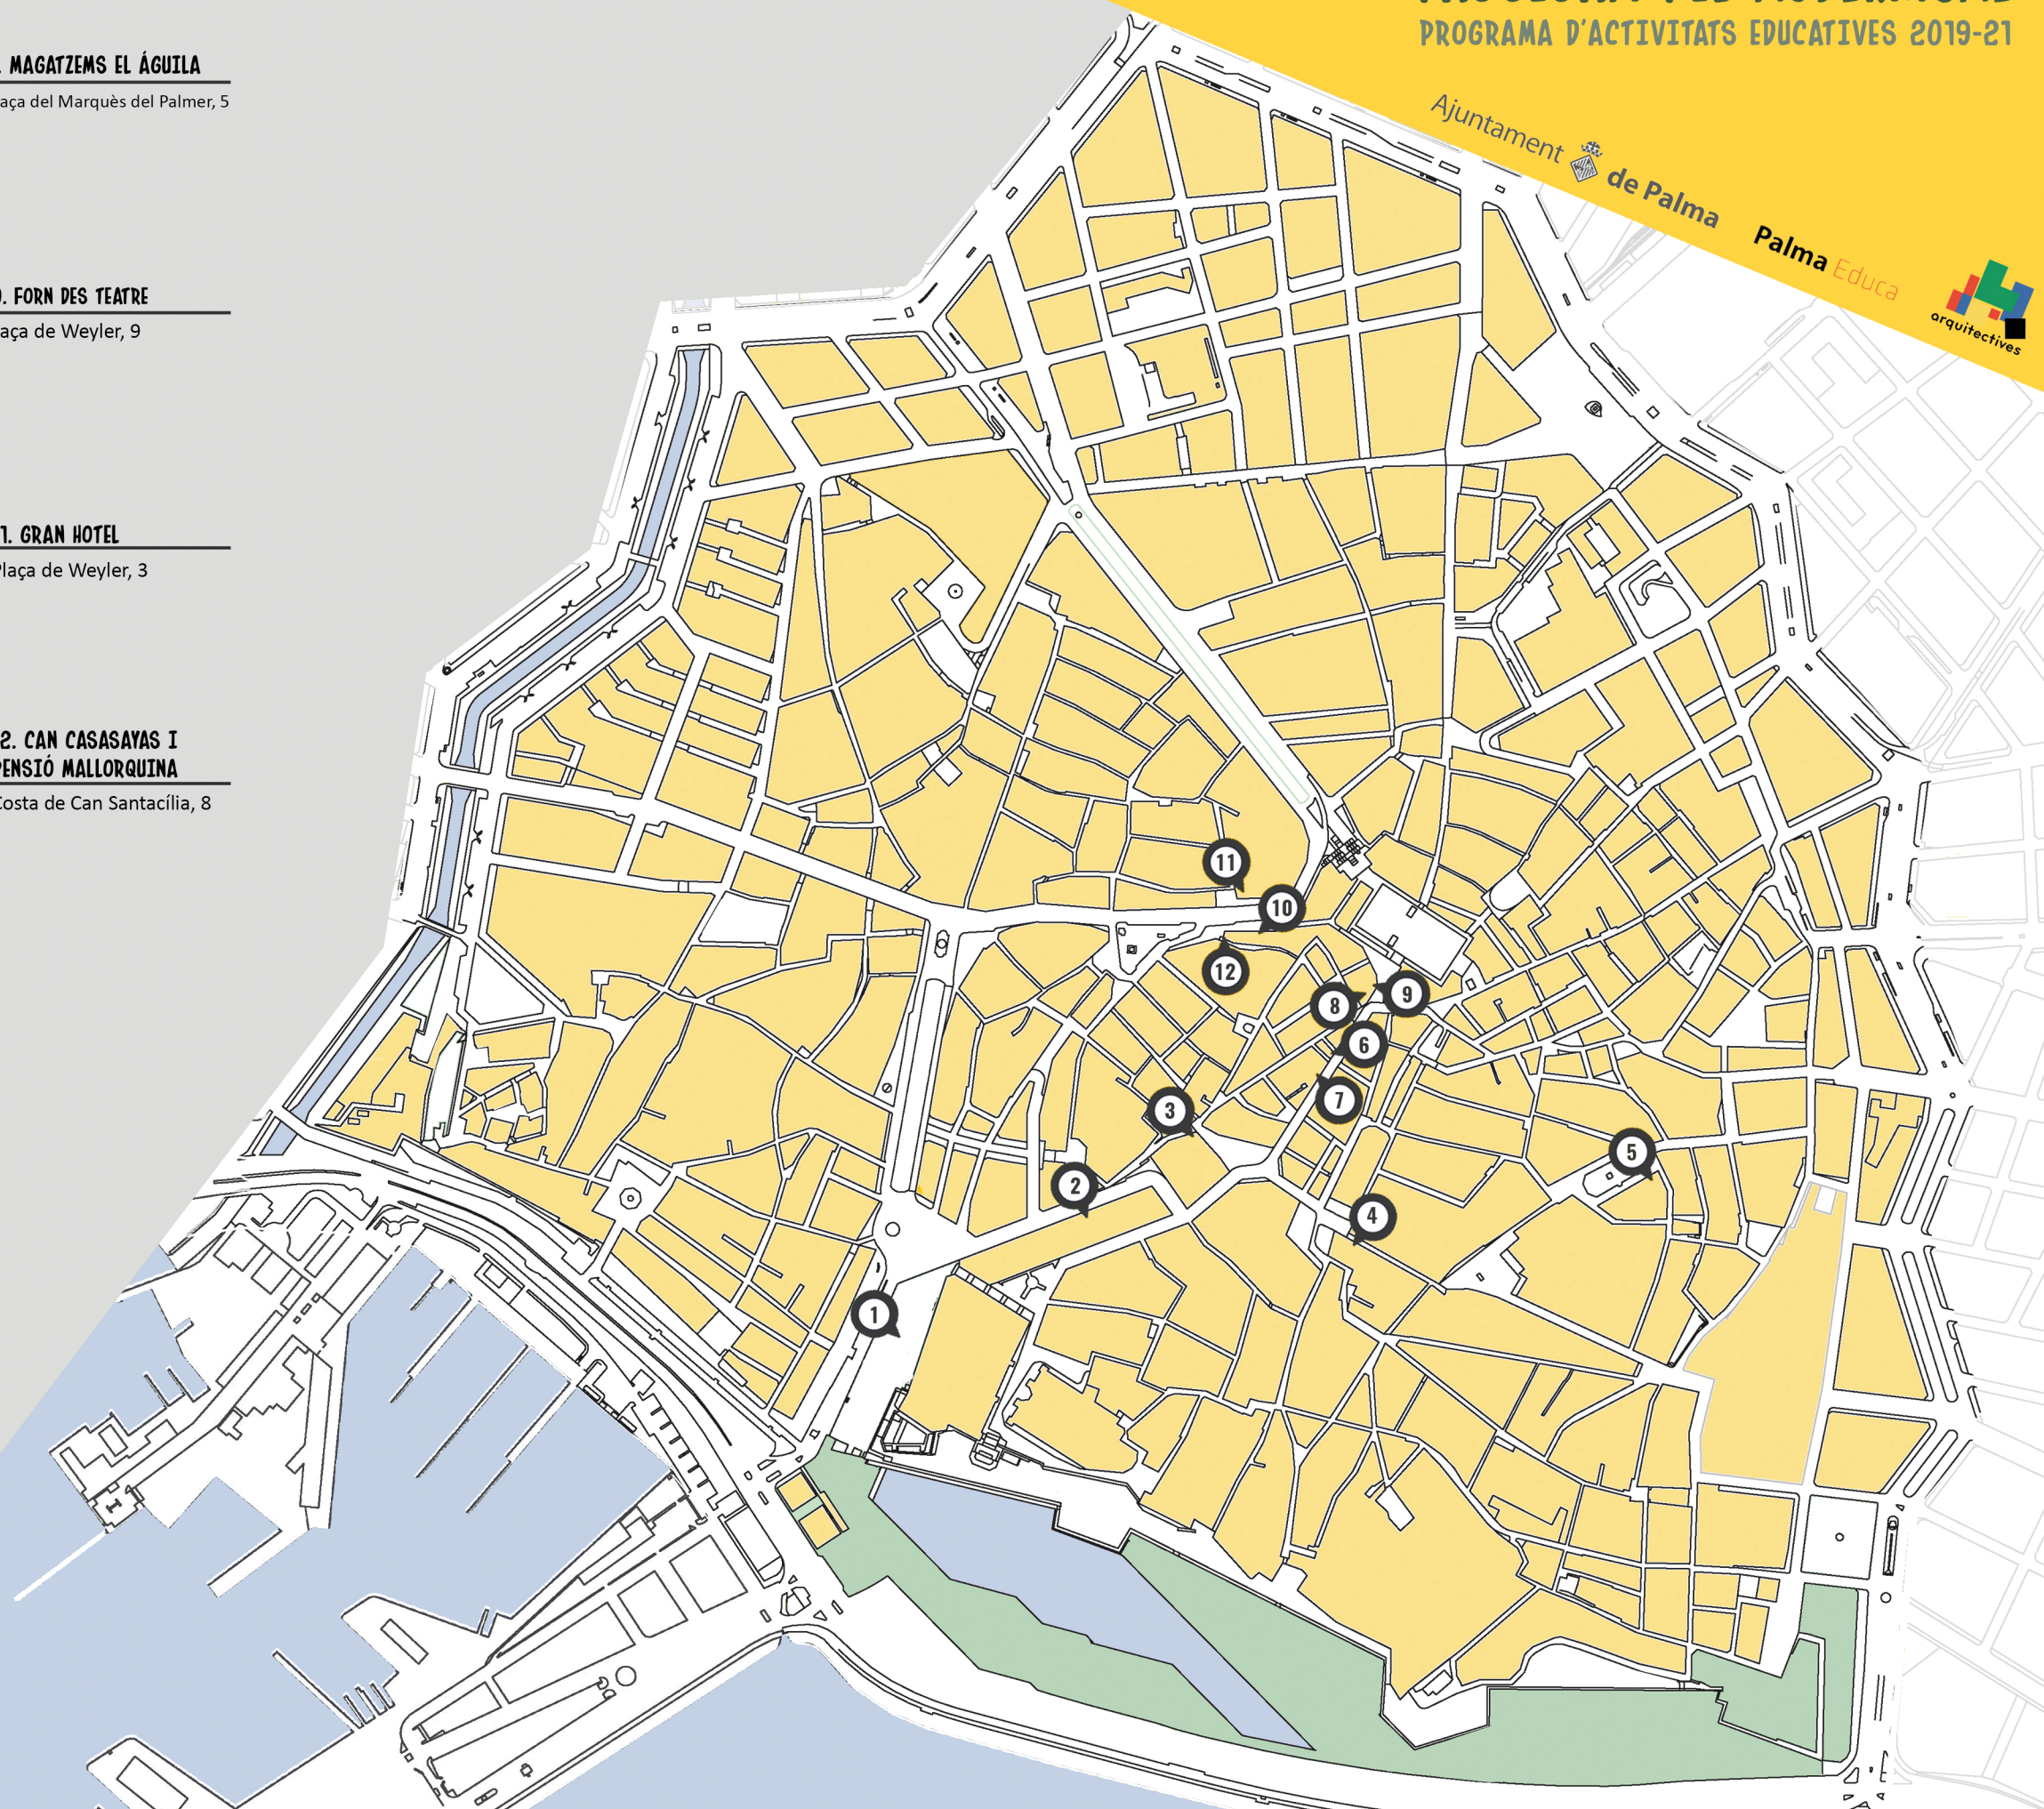 . MAGATZEMS EL ÁGUILA
aça del Marquès del Palmer, 5
. FORN DES TEATRE
aça de Weyler, 9
1. GRAN HOTEL
Plaça de Weyler, 3
2. CAN CASASAYAS I
PENSIÓ MALLORQUINA
Costa de Can Santacília, 8
PROGRAMA D'ACTIVITATS EDUCATIVES 2019-21
Ajuntament de Palma
Palma Educa
arquitectives
11
10
12
9
8
6
7
3
5
2
4
1